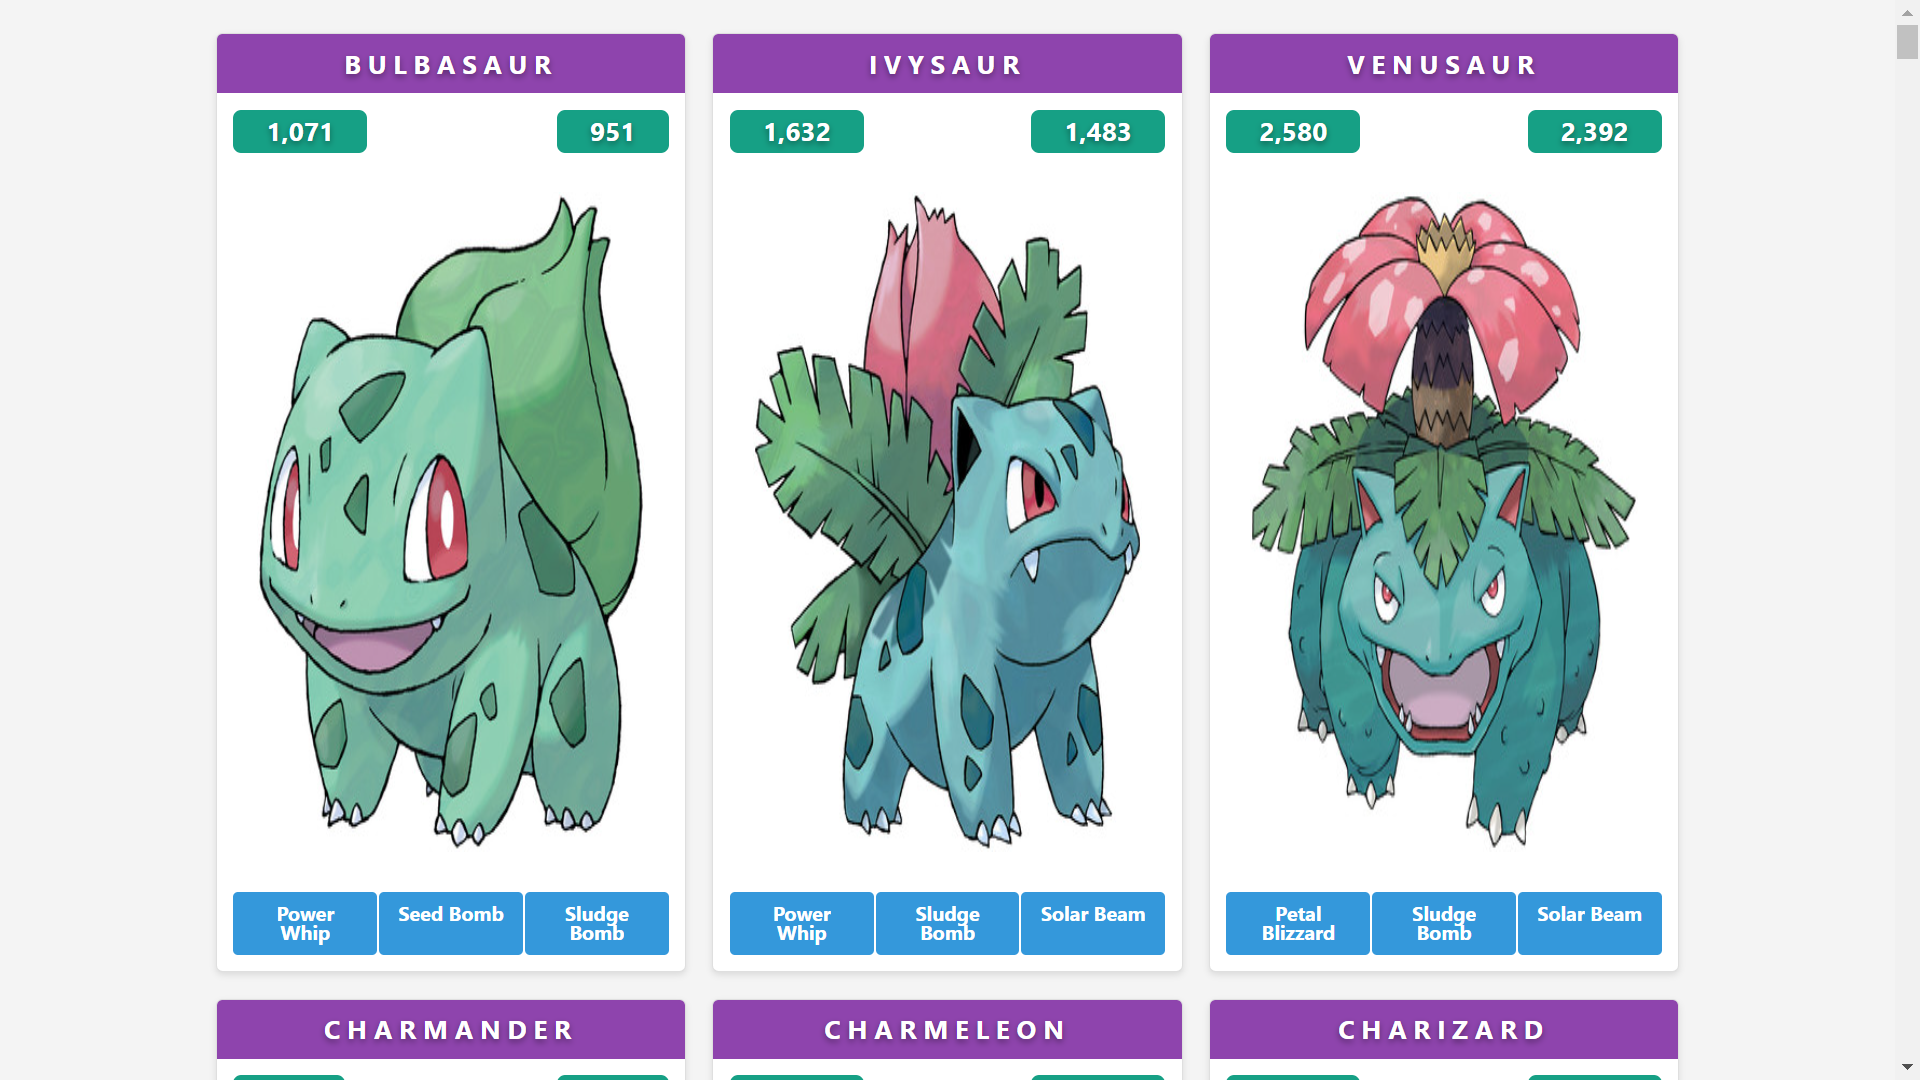 BULBASAUR
1,071 951
Power Whip
Seed Bomb
Sludge Bomb
IVYSAUR
1,632 1,483
Power Whip
Sludge Bomb
Solar Beam
VENUSAUR
2,580 2,392
Petal Blizzard
Sludge Bomb
Solar Beam
CHARMANDER
CHARMELEON
CHARIZARD